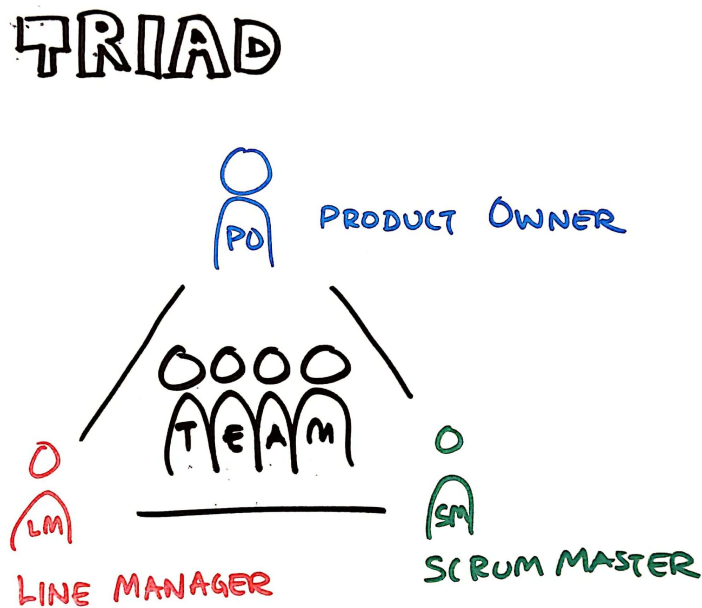 TRIAD
PO
PRODUCT OWNER
TEAM
LM
SM
LINE MANAGER
SCRUM MASTER